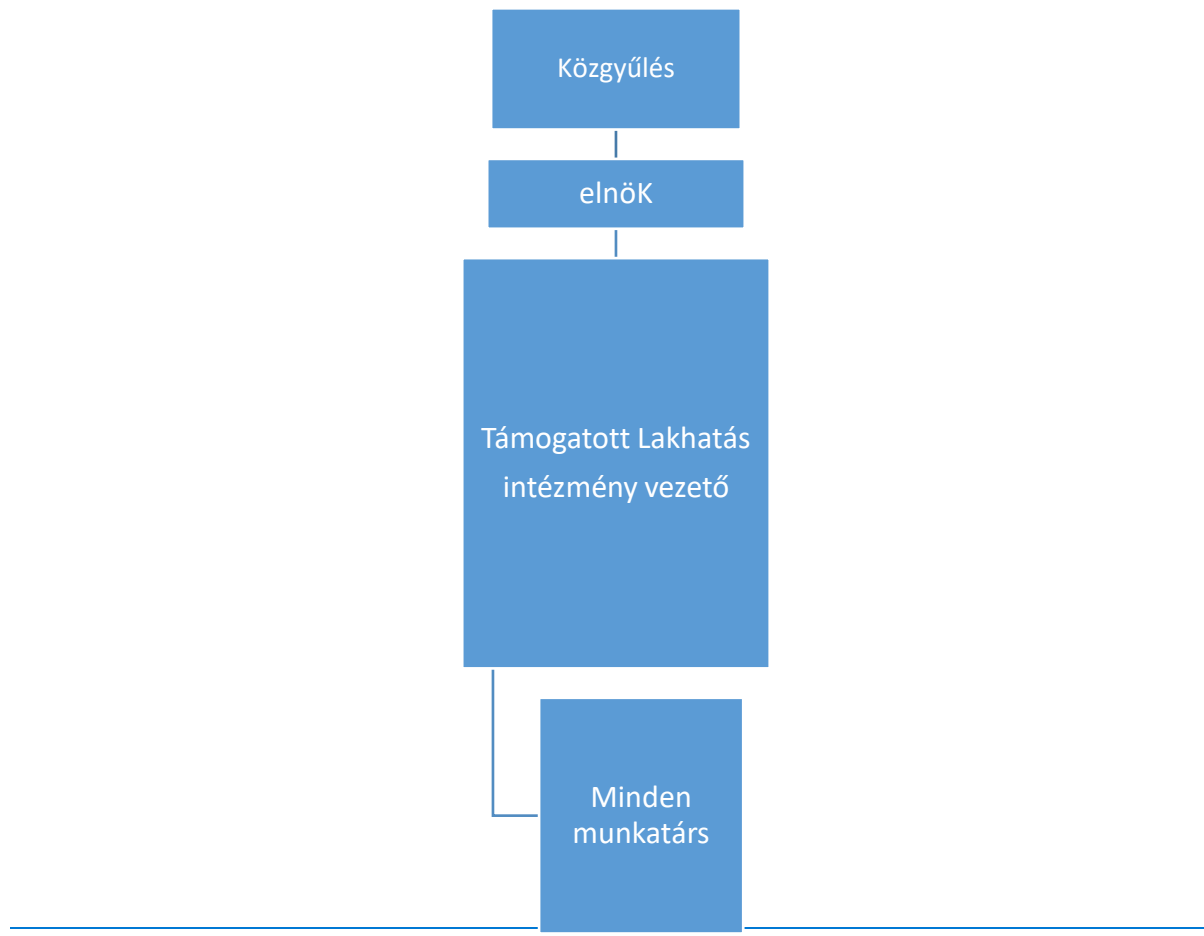 Közgyűlés
elnöK
Támogatott Lakhatás
intézmény vezető
Minden
munkatárs